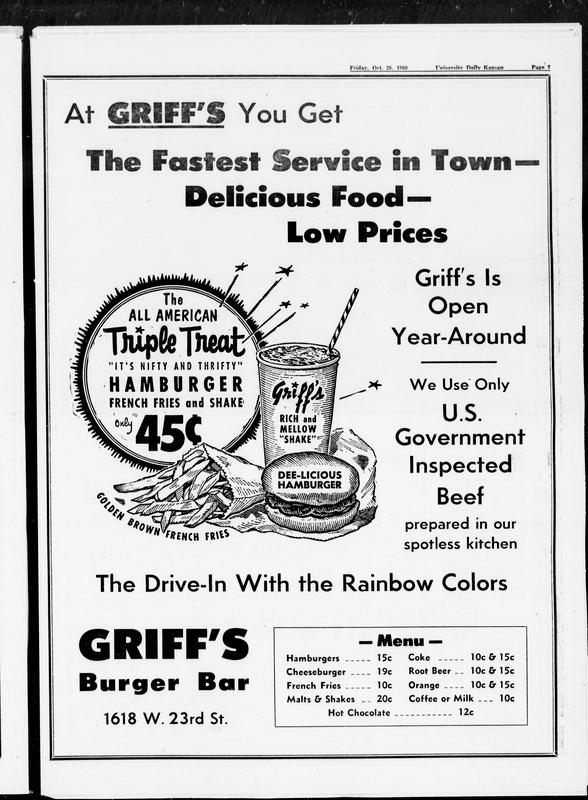 Friday, Oct. 28, 1960 University Daily Kansan Page 7
At GRIFF'S You Get
The Fastest Service in Town—
Delicious Food—
Low Prices
The
ALL AMERICAN
Triple Treat
"IT'S NIFTY AND THRIFTY"
HAMBURGER
FRENCH FRIES and SHAKE
only 45¢
Griff's
RICH and
MELLOW
"SHAKE"
DEE-LICIOUS
HAMBURGER
GOLDEN BROWN FRENCH FRIES
Griff's Is
Open
Year-Around
We Use Only
U.S.
Government
Inspected
Beef
prepared in our
spotless kitchen
The Drive-In With the Rainbow Colors
GRIFF'S
Burger Bar
1618 W. 23rd St.
— Menu —
Hamburgers ----- 15c
Cheeseburger ---- 19c
French Fries ---- 10c
Malts & Shakes -- 20c
Coke ----- 10c & 15c
Root Beer -- 10c & 15c
Orange ---- 10c & 15c
Coffee or Milk --- 10c
Hot Chocolate ----------- 12c